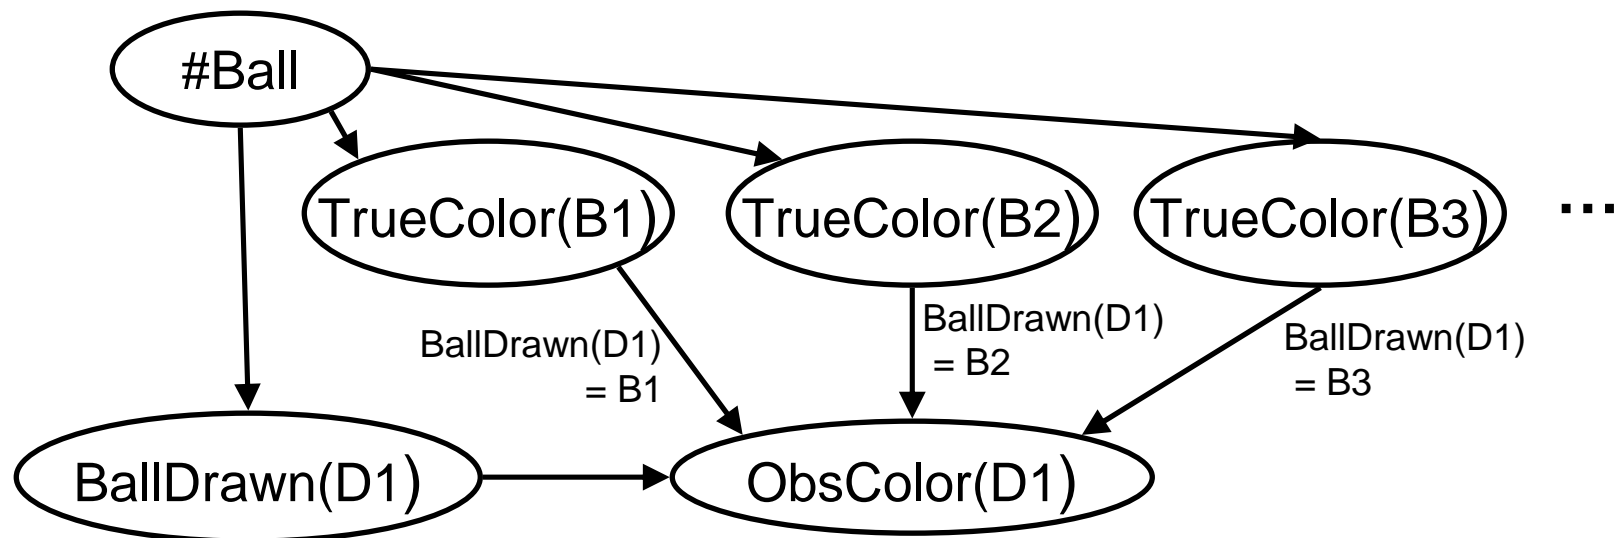 #Ball
TrueColor(B1)
TrueColor(B2)
TrueColor(B3)
...
BallDrawn(D1)
= B1
BallDrawn(D1)
= B2
BallDrawn(D1)
= B3
BallDrawn(D1)
ObsColor(D1)